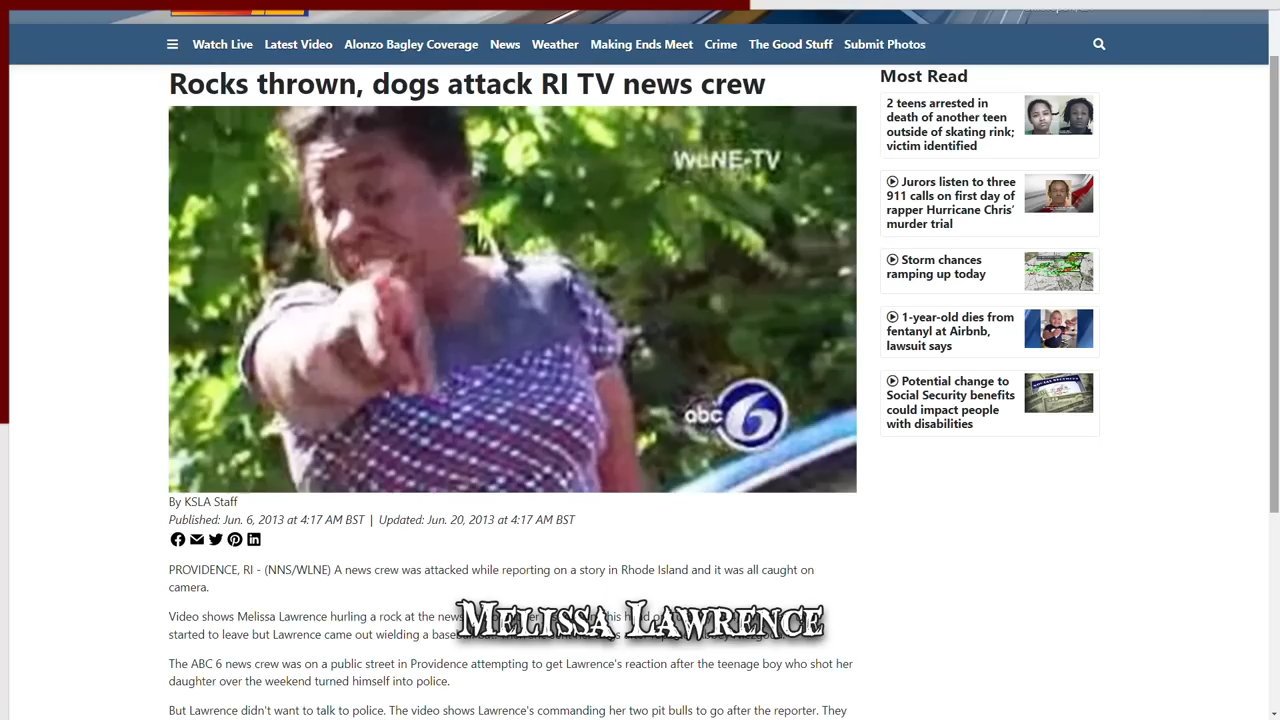 Watch Live Latest Video Alonzo Bagley Coverage News Weather Making Ends Meet Crime The Good Stuff Submit Photos
Rocks thrown, dogs attack RI TV news crew
WLNE-TV
abc 6
By KSLA Staff
Published: Jun. 6, 2013 at 4:17 AM BST | Updated: Jun. 20, 2013 at 4:17 AM BST
PROVIDENCE, RI - (NNS/WLNE) A news crew was attacked while reporting on a story in Rhode Island and it was all caught on
camera.
Video shows Melissa Lawrence hurling a rock at the news
started to leave but Lawrence came out wielding a
Melissa Lawrence
The ABC 6 news crew was on a public street in Providence attempting to get Lawrence's reaction after the teenage boy who shot her
daughter over the weekend turned himself into police.
But Lawrence didn't want to talk to police. The video shows Lawrence's commanding her two pit bulls to go after the reporter. They
Most Read
2 teens arrested in
death of another teen
outside of skating rink;
victim identified
Jurors listen to three
911 calls on first day of
rapper Hurricane Chris'
murder trial
Storm chances
ramping up today
1-year-old dies from
fentanyl at Airbnb,
lawsuit says
Potential change to
Social Security benefits
could impact people
with disabilities